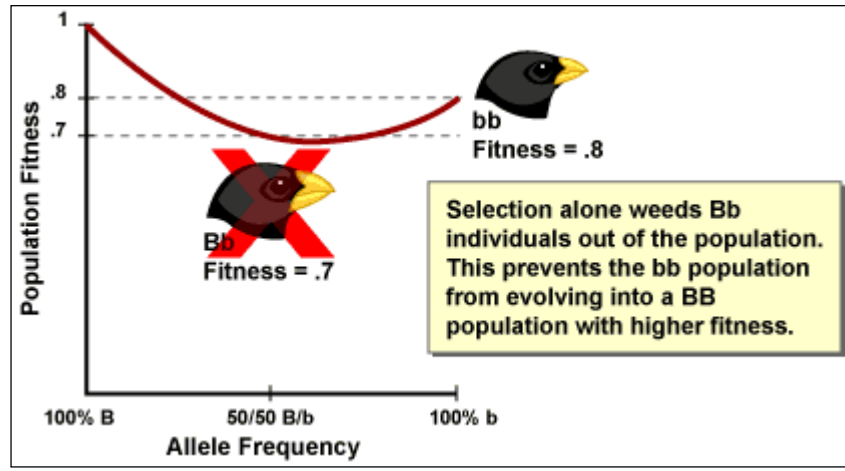 1
.8
.7
Population Fitness
bb
Fitness = .8
Bb
Fitness = .7
Selection alone weeds Bb
individuals out of the population.
This prevents the bb population
from evolving into a BB
population with higher fitness.
100% B
50/50 B/b
100% b
Allele Frequency